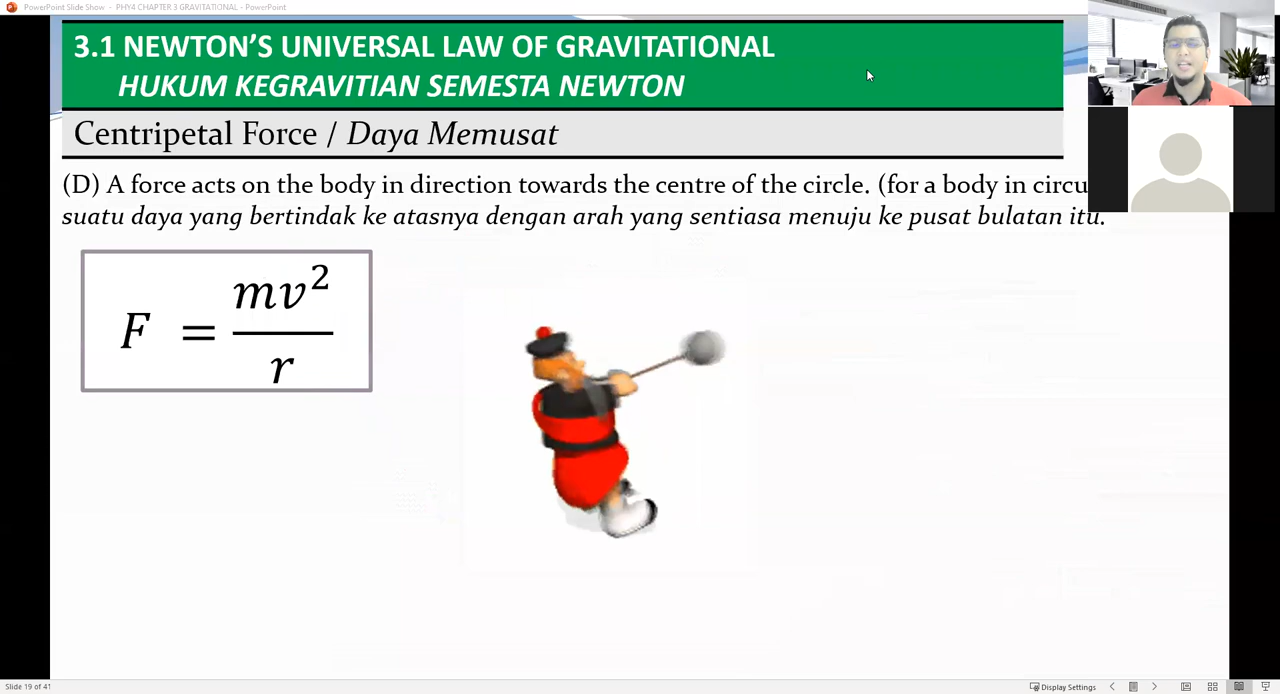 PowerPoint Slide Show - PHY4 CHAPTER 3 GRAVITATIONAL - PowerPoint
3.1 NEWTON'S UNIVERSAL LAW OF GRAVITATIONAL
HUKUM KEGRAVITIAN SEMESTA NEWTON
Centripetal Force / Daya Memusat
(D) A force acts on the body in direction towards the centre of the circle. (for a body in circu
suatu daya yang bertindak ke atasnya dengan arah yang sentiasa menuju ke pusat bulatan itu.
F = mv²/r
Slide 19 of 41
Display Settings